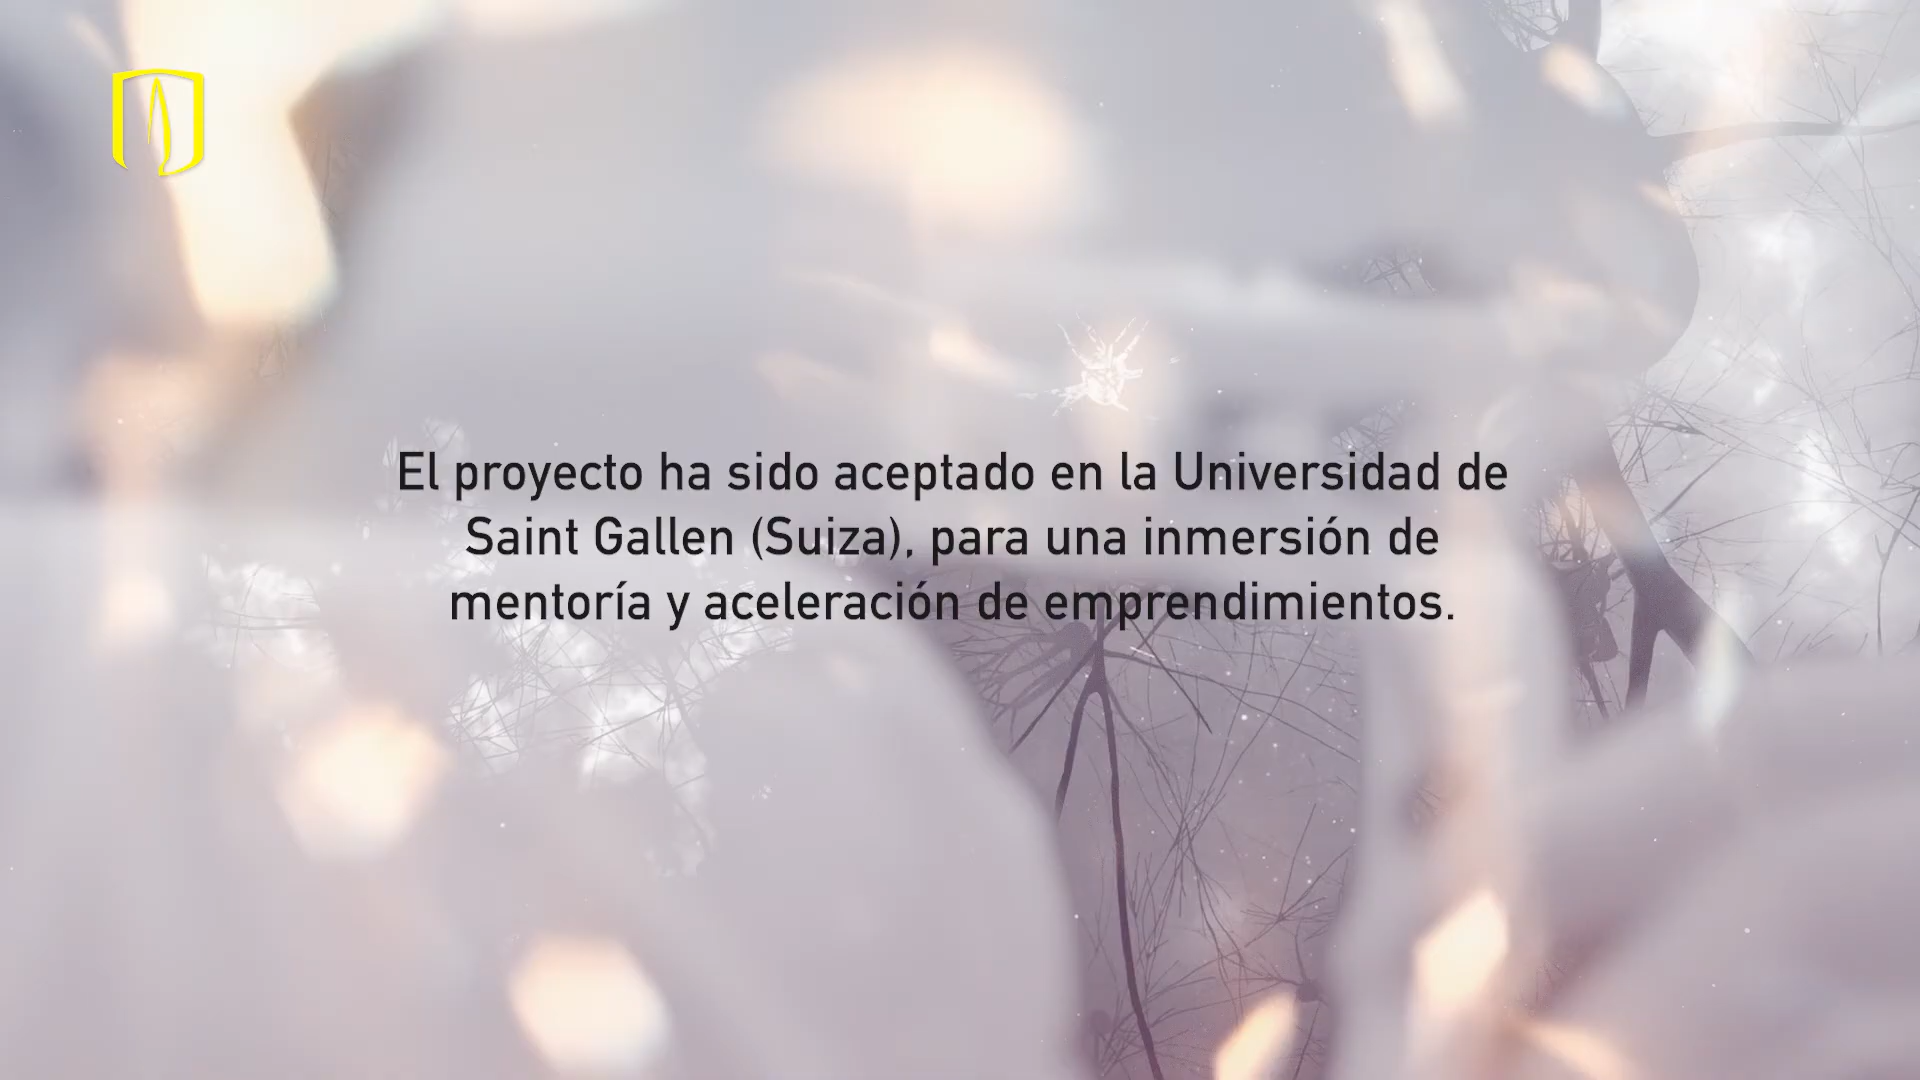 El proyecto ha sido aceptado en la Universidad de
Saint Gallen (Suiza), para una inmersión de
mentoría y aceleración de emprendimientos.